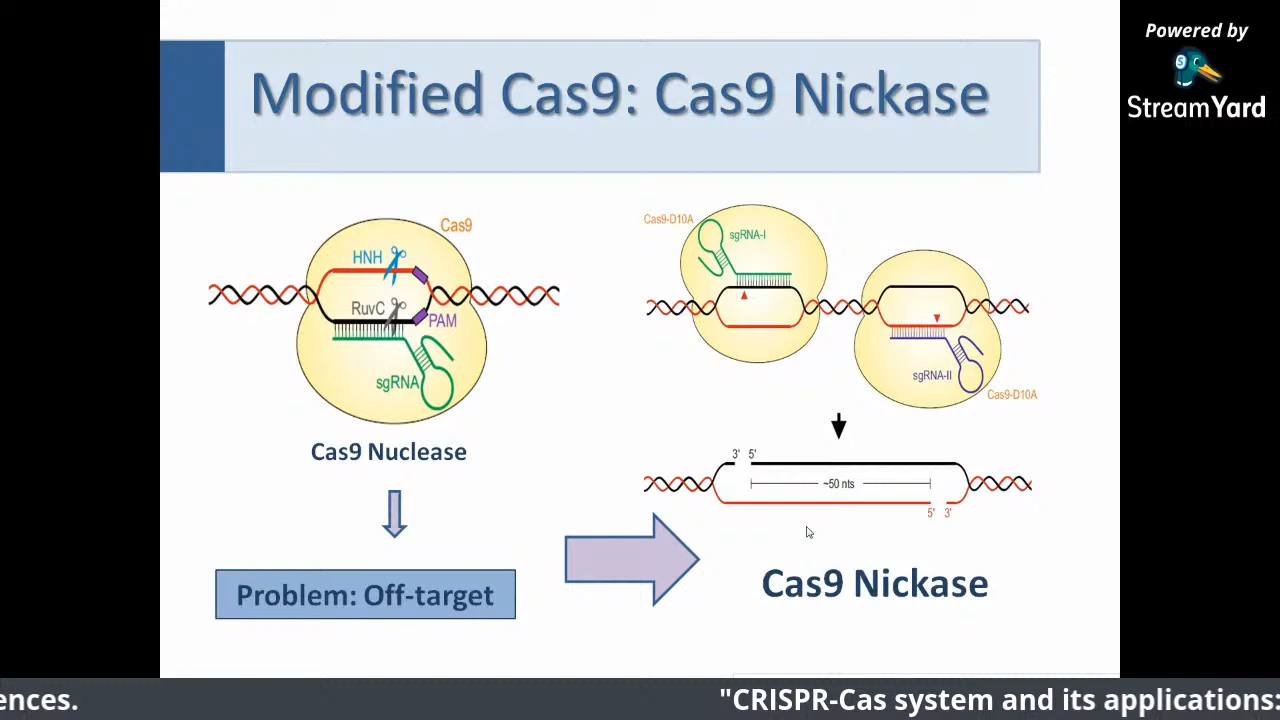 Powered by
StreamYard
Modified Cas9: Cas9 Nickase
Cas9
HNH
RuvC
PAM
sgRNA
Cas9 Nuclease
Problem: Off-target
Cas9-D10A
sgRNA-I
sgRNA-II
Cas9-D10A
3' 5'
~50 nts
5' 3'
Cas9 Nickase
ences.
"CRISPR-Cas system and its applications: